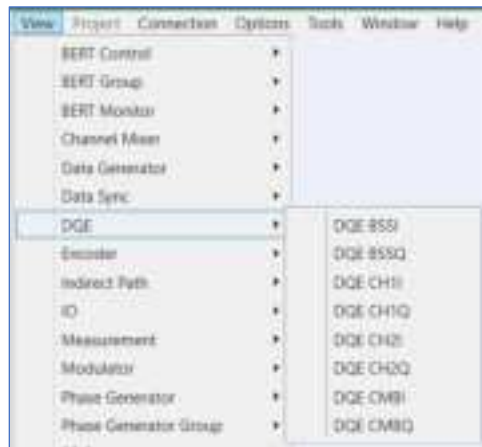 View Project Connection Options Tools Window Help
BERT Control
BERT Group
BERT Monitor
Channel Mixer
Data Generator
Data Sync
DQE
Encoder
Indirect Path
IO
Measurement
Modulator
Phase Generator
Phase Generator Group
DQE BSSI
DQE BSSQ
DQE CH1I
DQE CH1Q
DQE CH2I
DQE CH2Q
DQE CMBI
DQE CMBQ